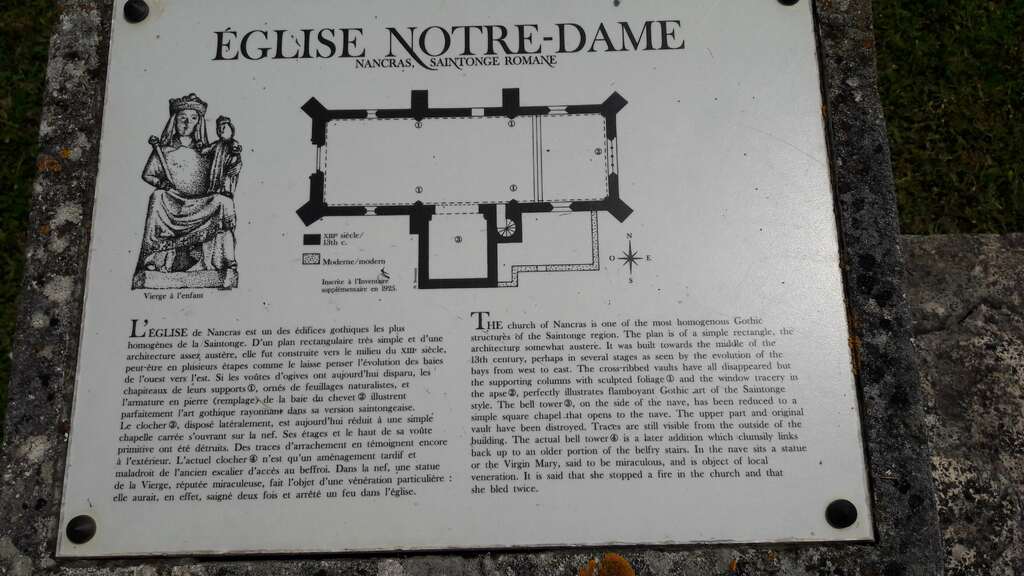 ÉGLISE NOTRE-DAME
NANCRAS, SAINTONGE ROMANE
①
①
②
①
①
③
XIIIᵉ siècle/
13th c.
Moderne/modern
Inscrite à l'Inventaire
supplémentaire en 1925.
N
O
E
S
Vierge à l'enfant
L'ÉGLISE de Nancras est un des édifices gothiques les plus
homogènes de la Saintonge. D'un plan rectangulaire très simple et d'une
architecture assez austère, elle fut construite vers le milieu du XIIIᵉ siècle,
peut-être en plusieurs étapes comme le laisse penser l'évolution des baies
de l'ouest vers l'est. Si les voûtes d'ogives ont aujourd'hui disparu, les
chapiteaux de leurs supports①, ornés de feuillages naturalistes, et
l'armature en pierre (remplage) de la baie du chevet② illustrent
parfaitement l'art gothique rayonnant dans sa version saintongeaise.
Le clocher③, disposé latéralement, est aujourd'hui réduit à une simple
chapelle carrée s'ouvrant sur la nef. Ses étages et le haut de sa voûte
primitive ont été détruits. Des traces d'arrachement en témoignent encore
à l'extérieur. L'actuel clocher④ n'est qu'un aménagement tardif et
maladroit de l'ancien escalier d'accès au beffroi. Dans la nef, une statue
de la Vierge, réputée miraculeuse, fait l'objet d'une vénération particulière :
elle aurait, en effet, saigné deux fois et arrêté un feu dans l'église.
THE church of Nancras is one of the most homogenous Gothic
structures of the Saintonge region. The plan is of a simple rectangle, the
architecture somewhat austere. It was built towards the middle of the
13th century, perhaps in several stages as seen by the evolution of the
bays from west to east. The cross-ribbed vaults have all disappeared but
the supporting columns with sculpted foliage① and the window tracery in
the apse②, perfectly illustrates flamboyant Gothic art of the Saintonge
style. The bell tower③, on the side of the nave, has been reduced to a
simple square chapel that opens to the nave. The upper part and original
vault have been distroyed. Traces are still visible from the outside of the
building. The actual bell tower④ is a later addition which clumsily links
back up to an older portion of the belfry stairs. In the nave sits a statue
or the Virgin Mary, said to be miraculous, and is object of local
veneration. It is said that she stopped a fire in the church and that
she bled twice.